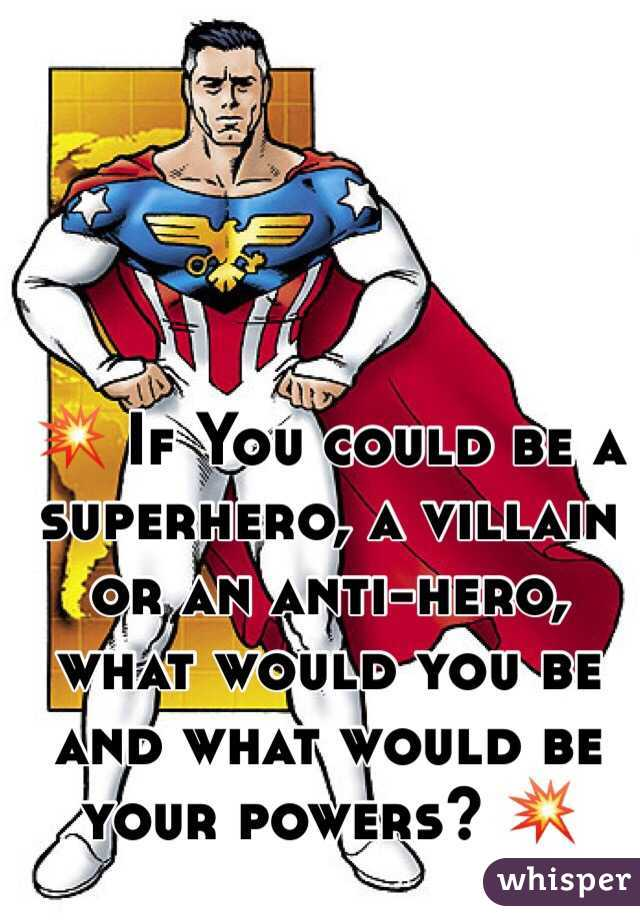 💥 If You could be a
superhero, a villain
or an anti-hero,
what would you be
and what would be
your powers? 💥
whisper